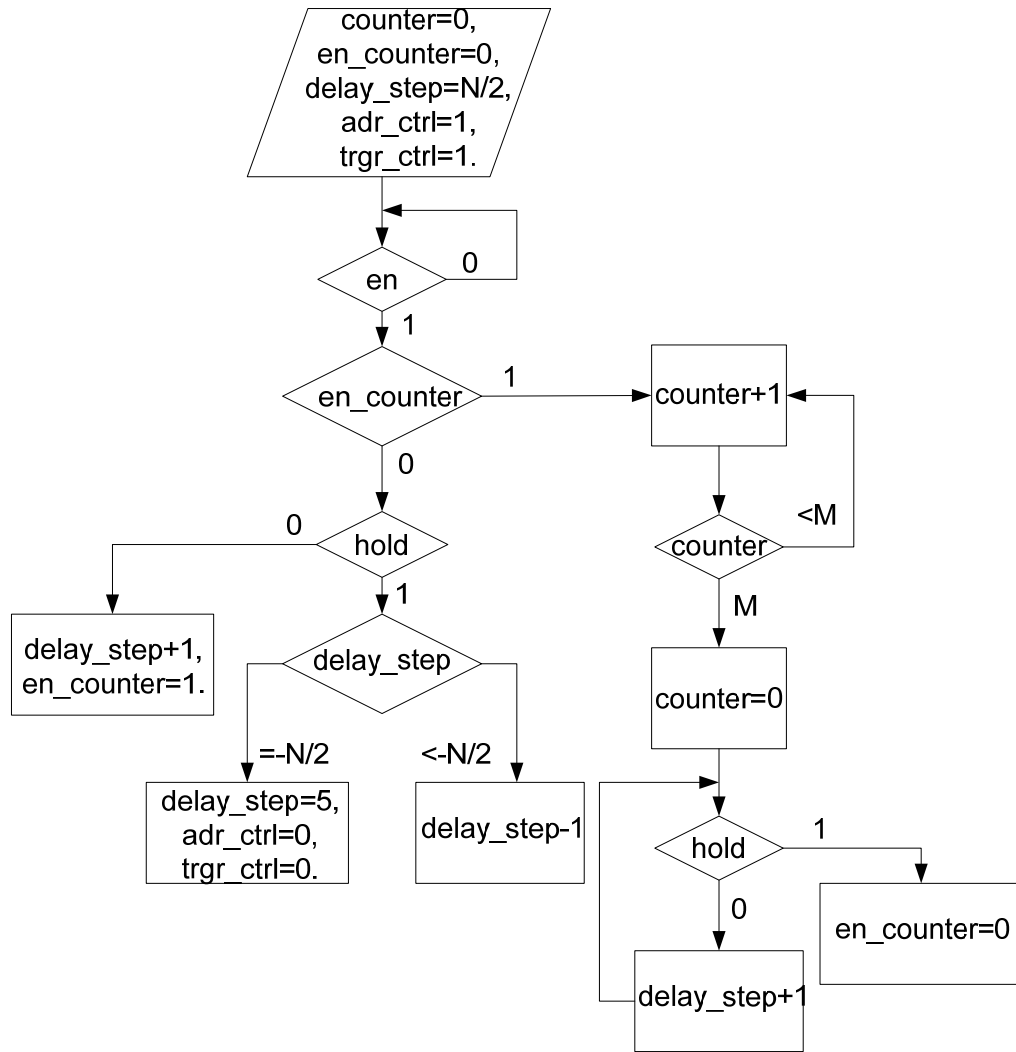 counter=0,
en_counter=0,
delay_step=N/2,
adr_ctrl=1,
trgr_ctrl=1.
0
en
1
en_counter
1
counter+1
0
0
hold
<M
counter
1
M
delay_step+1,
en_counter=1.
delay_step
counter=0
=-N/2
<-N/2
delay_step=5,
adr_ctrl=0,
trgr_ctrl=0.
delay_step-1
hold
1
0
en_counter=0
delay_step+1